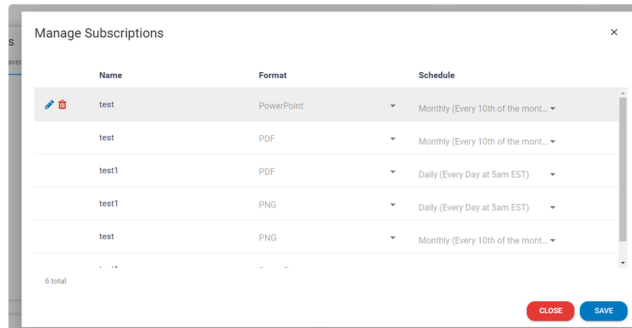 Manage Subscriptions
Name Format Schedule
test PowerPoint Monthly (Every 10th of the mont...
test PDF Monthly (Every 10th of the mont...
test1 PDF Daily (Every Day at 5am EST)
test1 PNG Daily (Every Day at 5am EST)
test PNG Monthly (Every 10th of the mont...
6 total
CLOSE SAVE